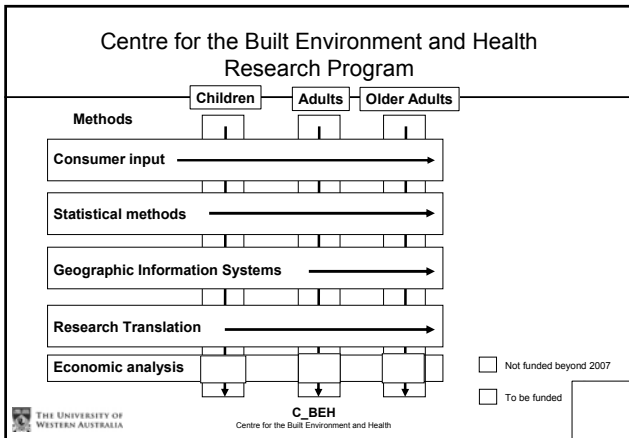 Centre for the Built Environment and Health
Research Program
Children Adults Older Adults
Methods
Consumer input
Statistical methods
Geographic Information Systems
Research Translation
Economic analysis
Not funded beyond 2007
To be funded
THE UNIVERSITY OF
WESTERN AUSTRALIA
C_BEH
Centre for the Built Environment and Health